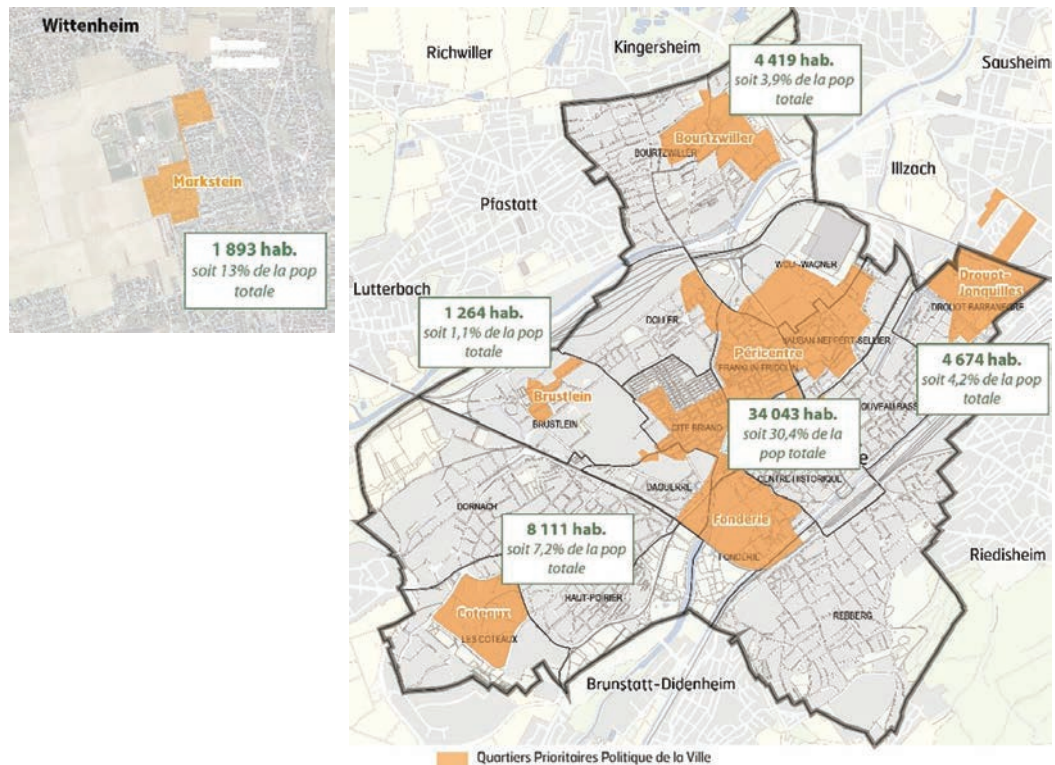 Wittenheim
Markstein
1 893 hab.
soit 13% de la pop
totale
Richwiller
Kingersheim
4 419 hab.
soit 3,9% de la pop
totale
Sausheim
Bourtzwiller
BOURTZWILLER
Illzach
Pfastatt
WOLF-WAGNER
Drouot-
Jonquilles
DROUOT-BARBANEGRE
Lutterbach
1 264 hab.
soit 1,1% de la pop
totale
DOLLER
VAUBAN-NEPPERT-SELLIER
Péricentre
FRANKLIN-FRIDOLIN
4 674 hab.
soit 4,2% de la pop
totale
Brustlein
BRUSTLEIN
CITE BRIAND
34 043 hab.
soit 30,4% de la
pop totale
CENTRE HISTORIQUE
DAGUERRE
DORNACH
Fonderie
FONDERIE
8 111 hab.
soit 7,2% de la pop
totale
Riedisheim
HAUT-POIRIER
REBBERG
Coteaux
LES COTEAUX
Brunstatt-Didenheim
Quartiers Prioritaires Politique de la Ville